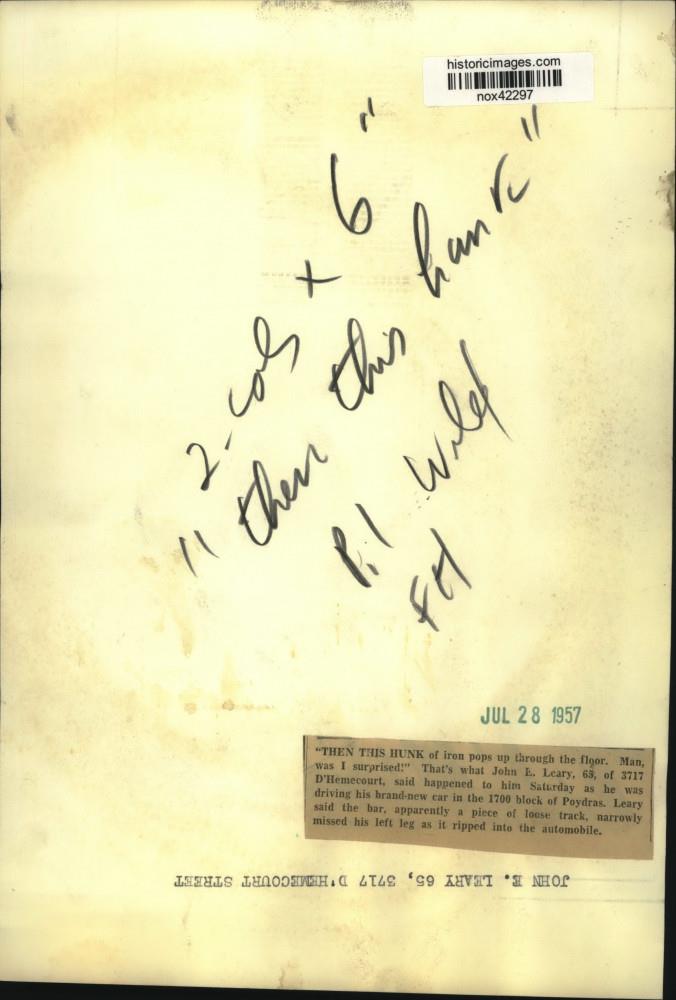 historicimages.com
nox42297
2-cols x 6"
"then this hunk"
P.1 Wild
JUL 28 1957
"THEN THIS HUNK of iron pops up through the floor. Man,
was I surprised!" That's what John E. Leary, 65, of 3717
D'Hemecourt, said happened to him Saturday as he was
driving his brand-new car in the 1700 block of Poydras. Leary
said the bar, apparently a piece of loose track, narrowly
missed his left leg as it ripped into the automobile.
JOHN E. LEARY 65, 3717 D'HEMECOURT STREET